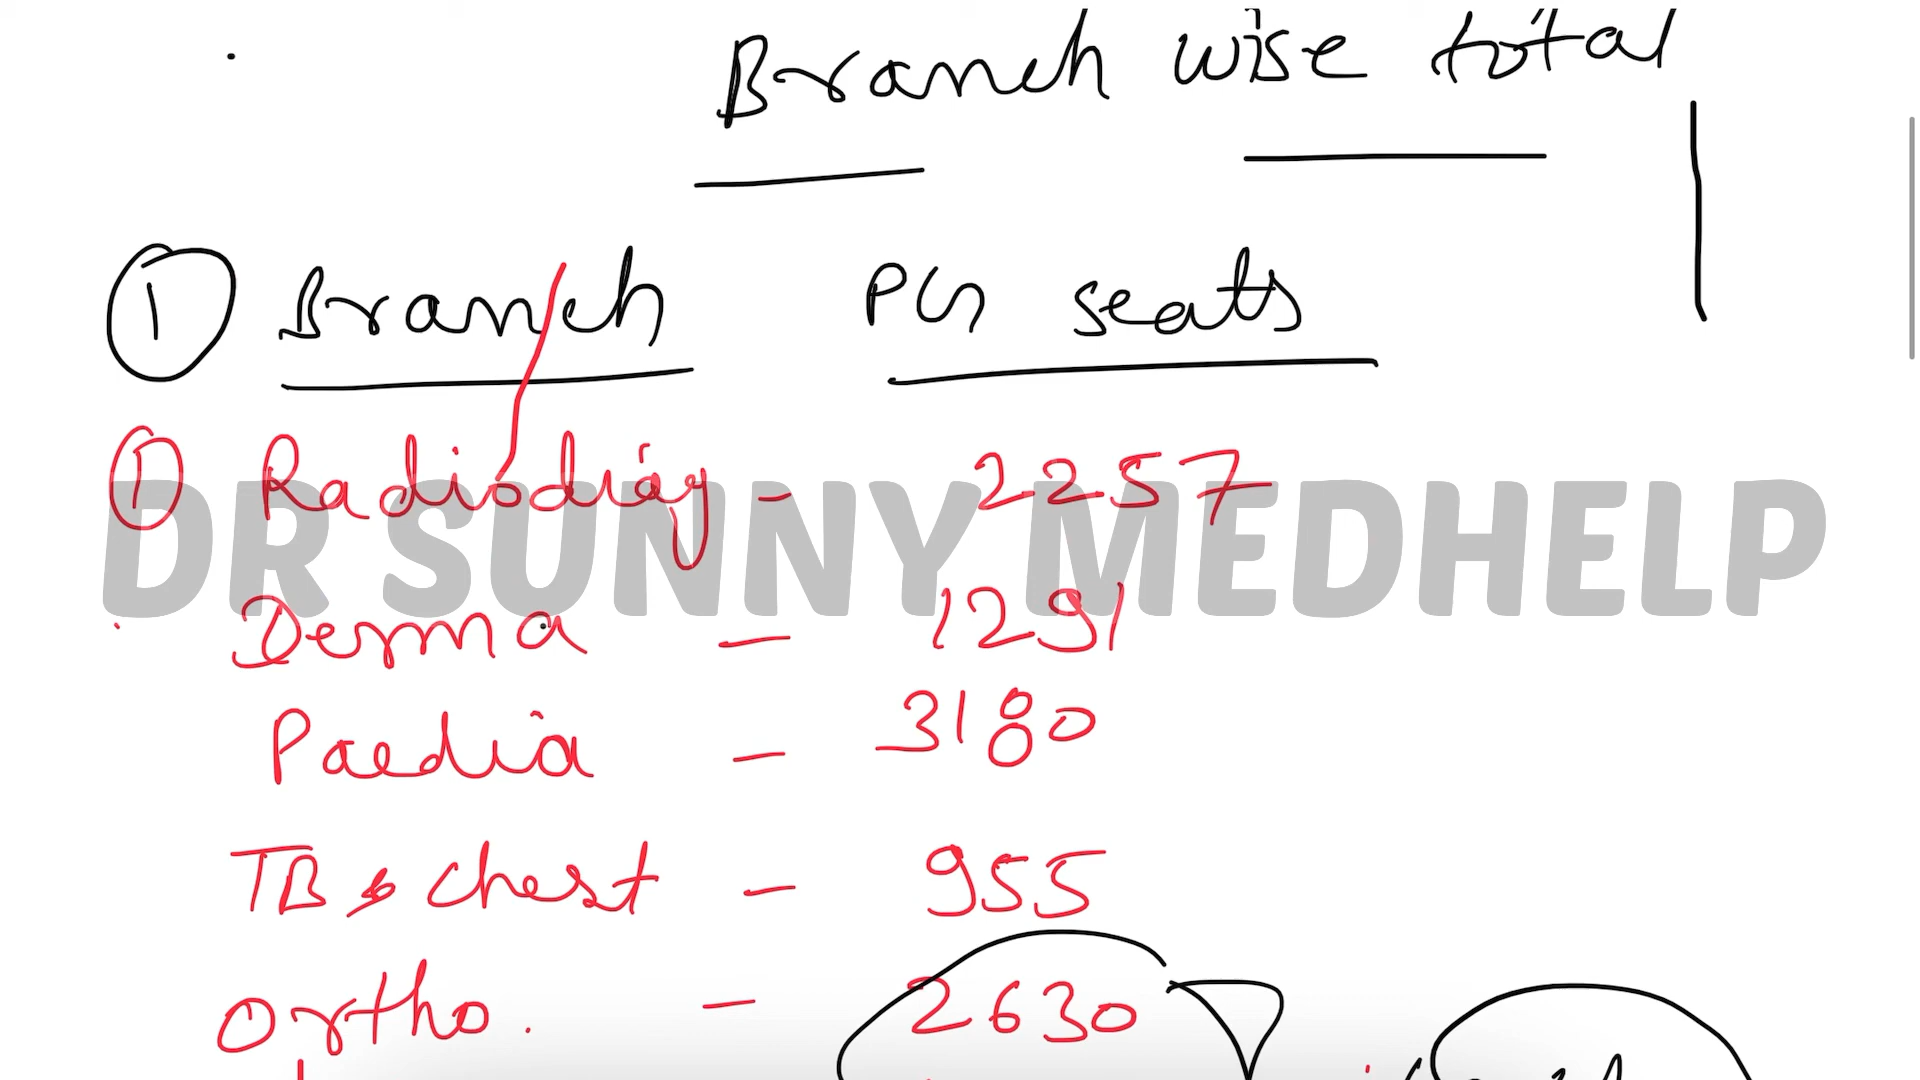 Branch wise total
① Branch PG seats
① Radiodiag - 2257
DR SUNNY MEDHELP
Derma - 1291
Paedia - 3180
TB & Chest - 955
Ortho. - 2630